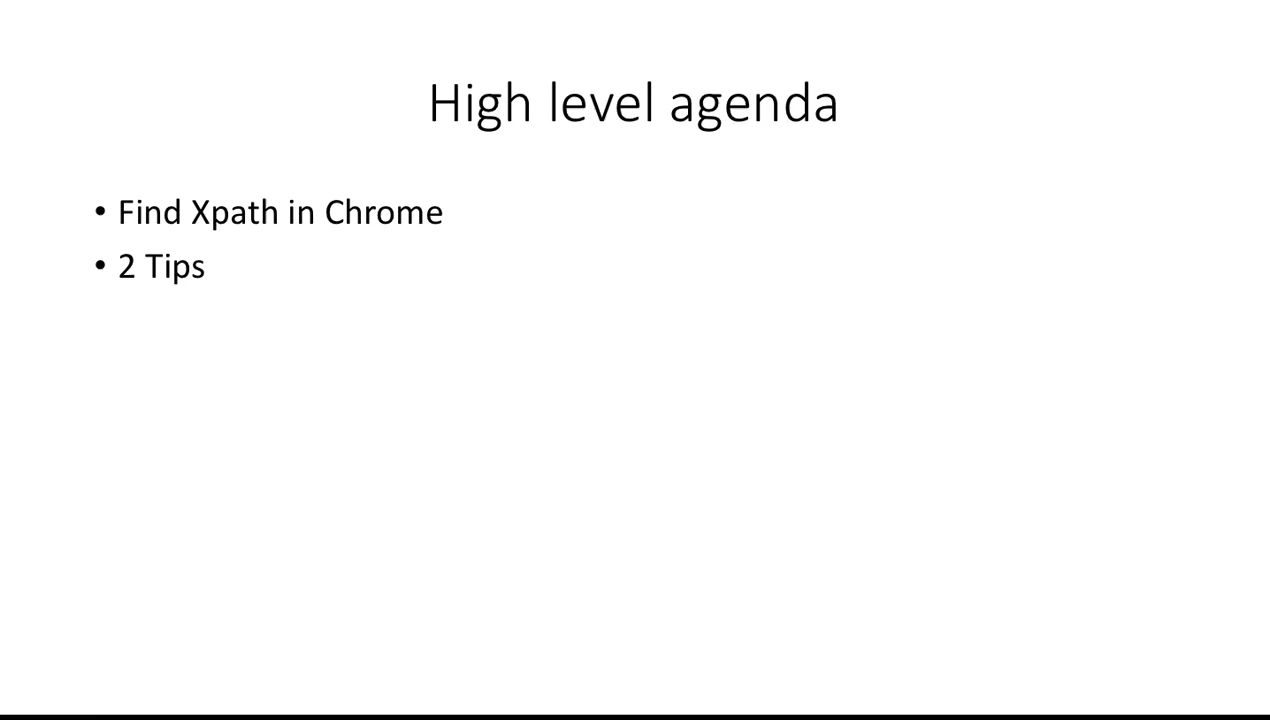 High level agenda
• Find Xpath in Chrome
• 2 Tips